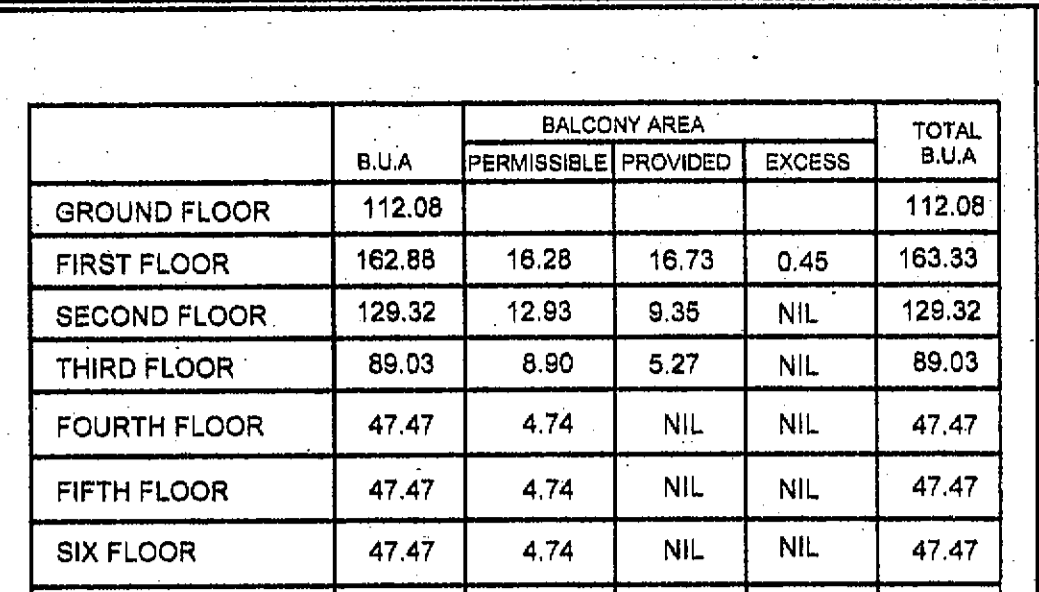 BALCONY AREA TOTAL
B.U.A PERMISSIBLE PROVIDED EXCESS B.U.A
GROUND FLOOR 112.08 112.08
FIRST FLOOR 162.88 16.28 16.73 0.45 163.33
SECOND FLOOR 129.32 12.93 9.35 NIL 129.32
THIRD FLOOR 89.03 8.90 5.27 NIL 89.03
FOURTH FLOOR 47.47 4.74 NIL NIL 47.47
FIFTH FLOOR 47.47 4.74 NIL NIL 47.47
SIX FLOOR 47.47 4.74 NIL NIL 47.47